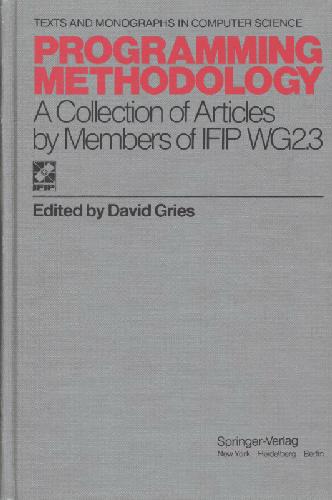 TEXTS AND MONOGRAPHS IN COMPUTER SCIENCE
PROGRAMMING
METHODOLOGY
A Collection of Articles
by Members of IFIP WG2.3
IFIP
Edited by David Gries
Springer-Verlag
New York Heidelberg Berlin